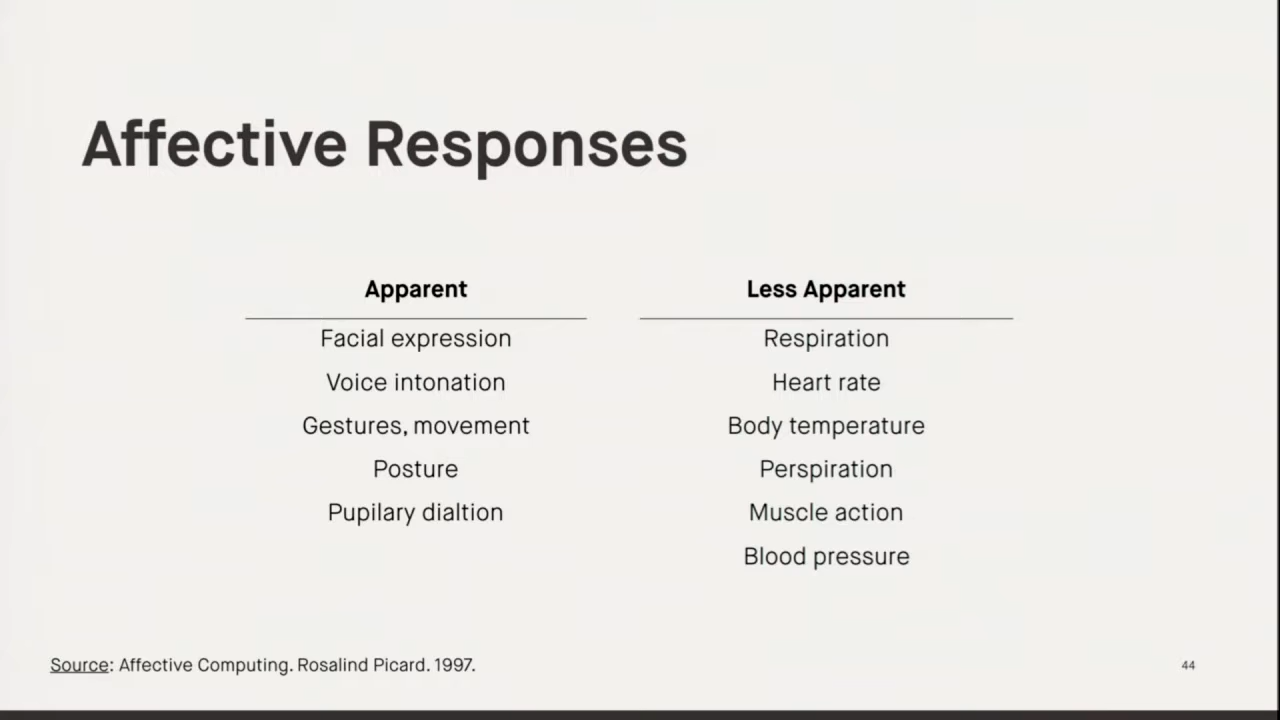 Affective Responses
Apparent
Less Apparent
Facial expression
Respiration
Voice intonation
Heart rate
Gestures, movement
Body temperature
Posture
Perspiration
Pupilary dialtion
Muscle action
Blood pressure
Source: Affective Computing. Rosalind Picard. 1997.
44